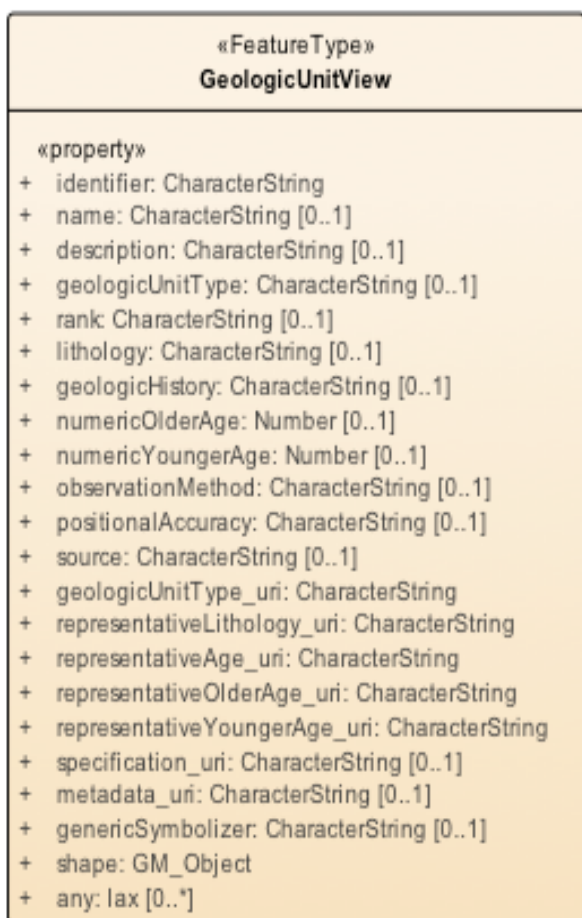 «FeatureType»
GeologicUnitView
«property»
+ identifier: CharacterString
+ name: CharacterString [0..1]
+ description: CharacterString [0..1]
+ geologicUnitType: CharacterString [0..1]
+ rank: CharacterString [0..1]
+ lithology: CharacterString [0..1]
+ geologicHistory: CharacterString [0..1]
+ numericOlderAge: Number [0..1]
+ numericYoungerAge: Number [0..1]
+ observationMethod: CharacterString [0..1]
+ positionalAccuracy: CharacterString [0..1]
+ source: CharacterString [0..1]
+ geologicUnitType_uri: CharacterString
+ representativeLithology_uri: CharacterString
+ representativeAge_uri: CharacterString
+ representativeOlderAge_uri: CharacterString
+ representativeYoungerAge_uri: CharacterString
+ specification_uri: CharacterString [0..1]
+ metadata_uri: CharacterString [0..1]
+ genericSymbolizer: CharacterString [0..1]
+ shape: GM_Object
+ any: lax [0..*]